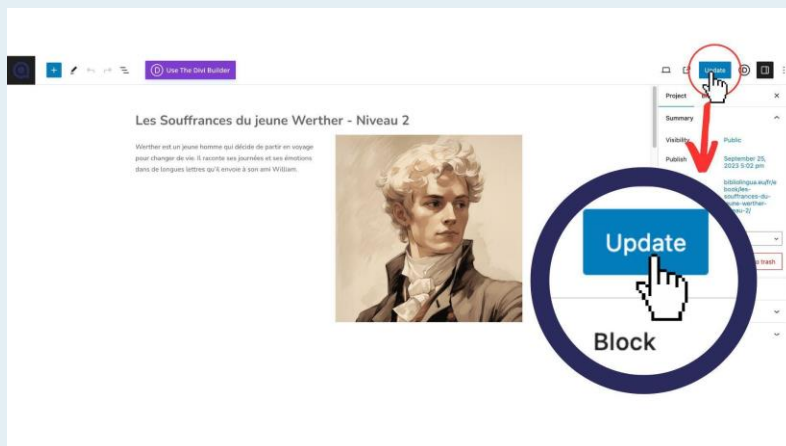 Use The Divi Builder
Update
Project
Les Souffrances du jeune Werther - Niveau 2
Werther est un jeune homme qui décide de partir en voyage
pour changer de vie. Il raconte ses journées et ses émotions
dans de longues lettres qu'il envoie à son ami William.
Summary
Visibility
Public
Publish
September 25,
2023 5:02 pm
bibliolingua.eu/fr/e
book/les-
souffrances-du-
jeune-werther-
niveau-2/
to trash
Update
Block